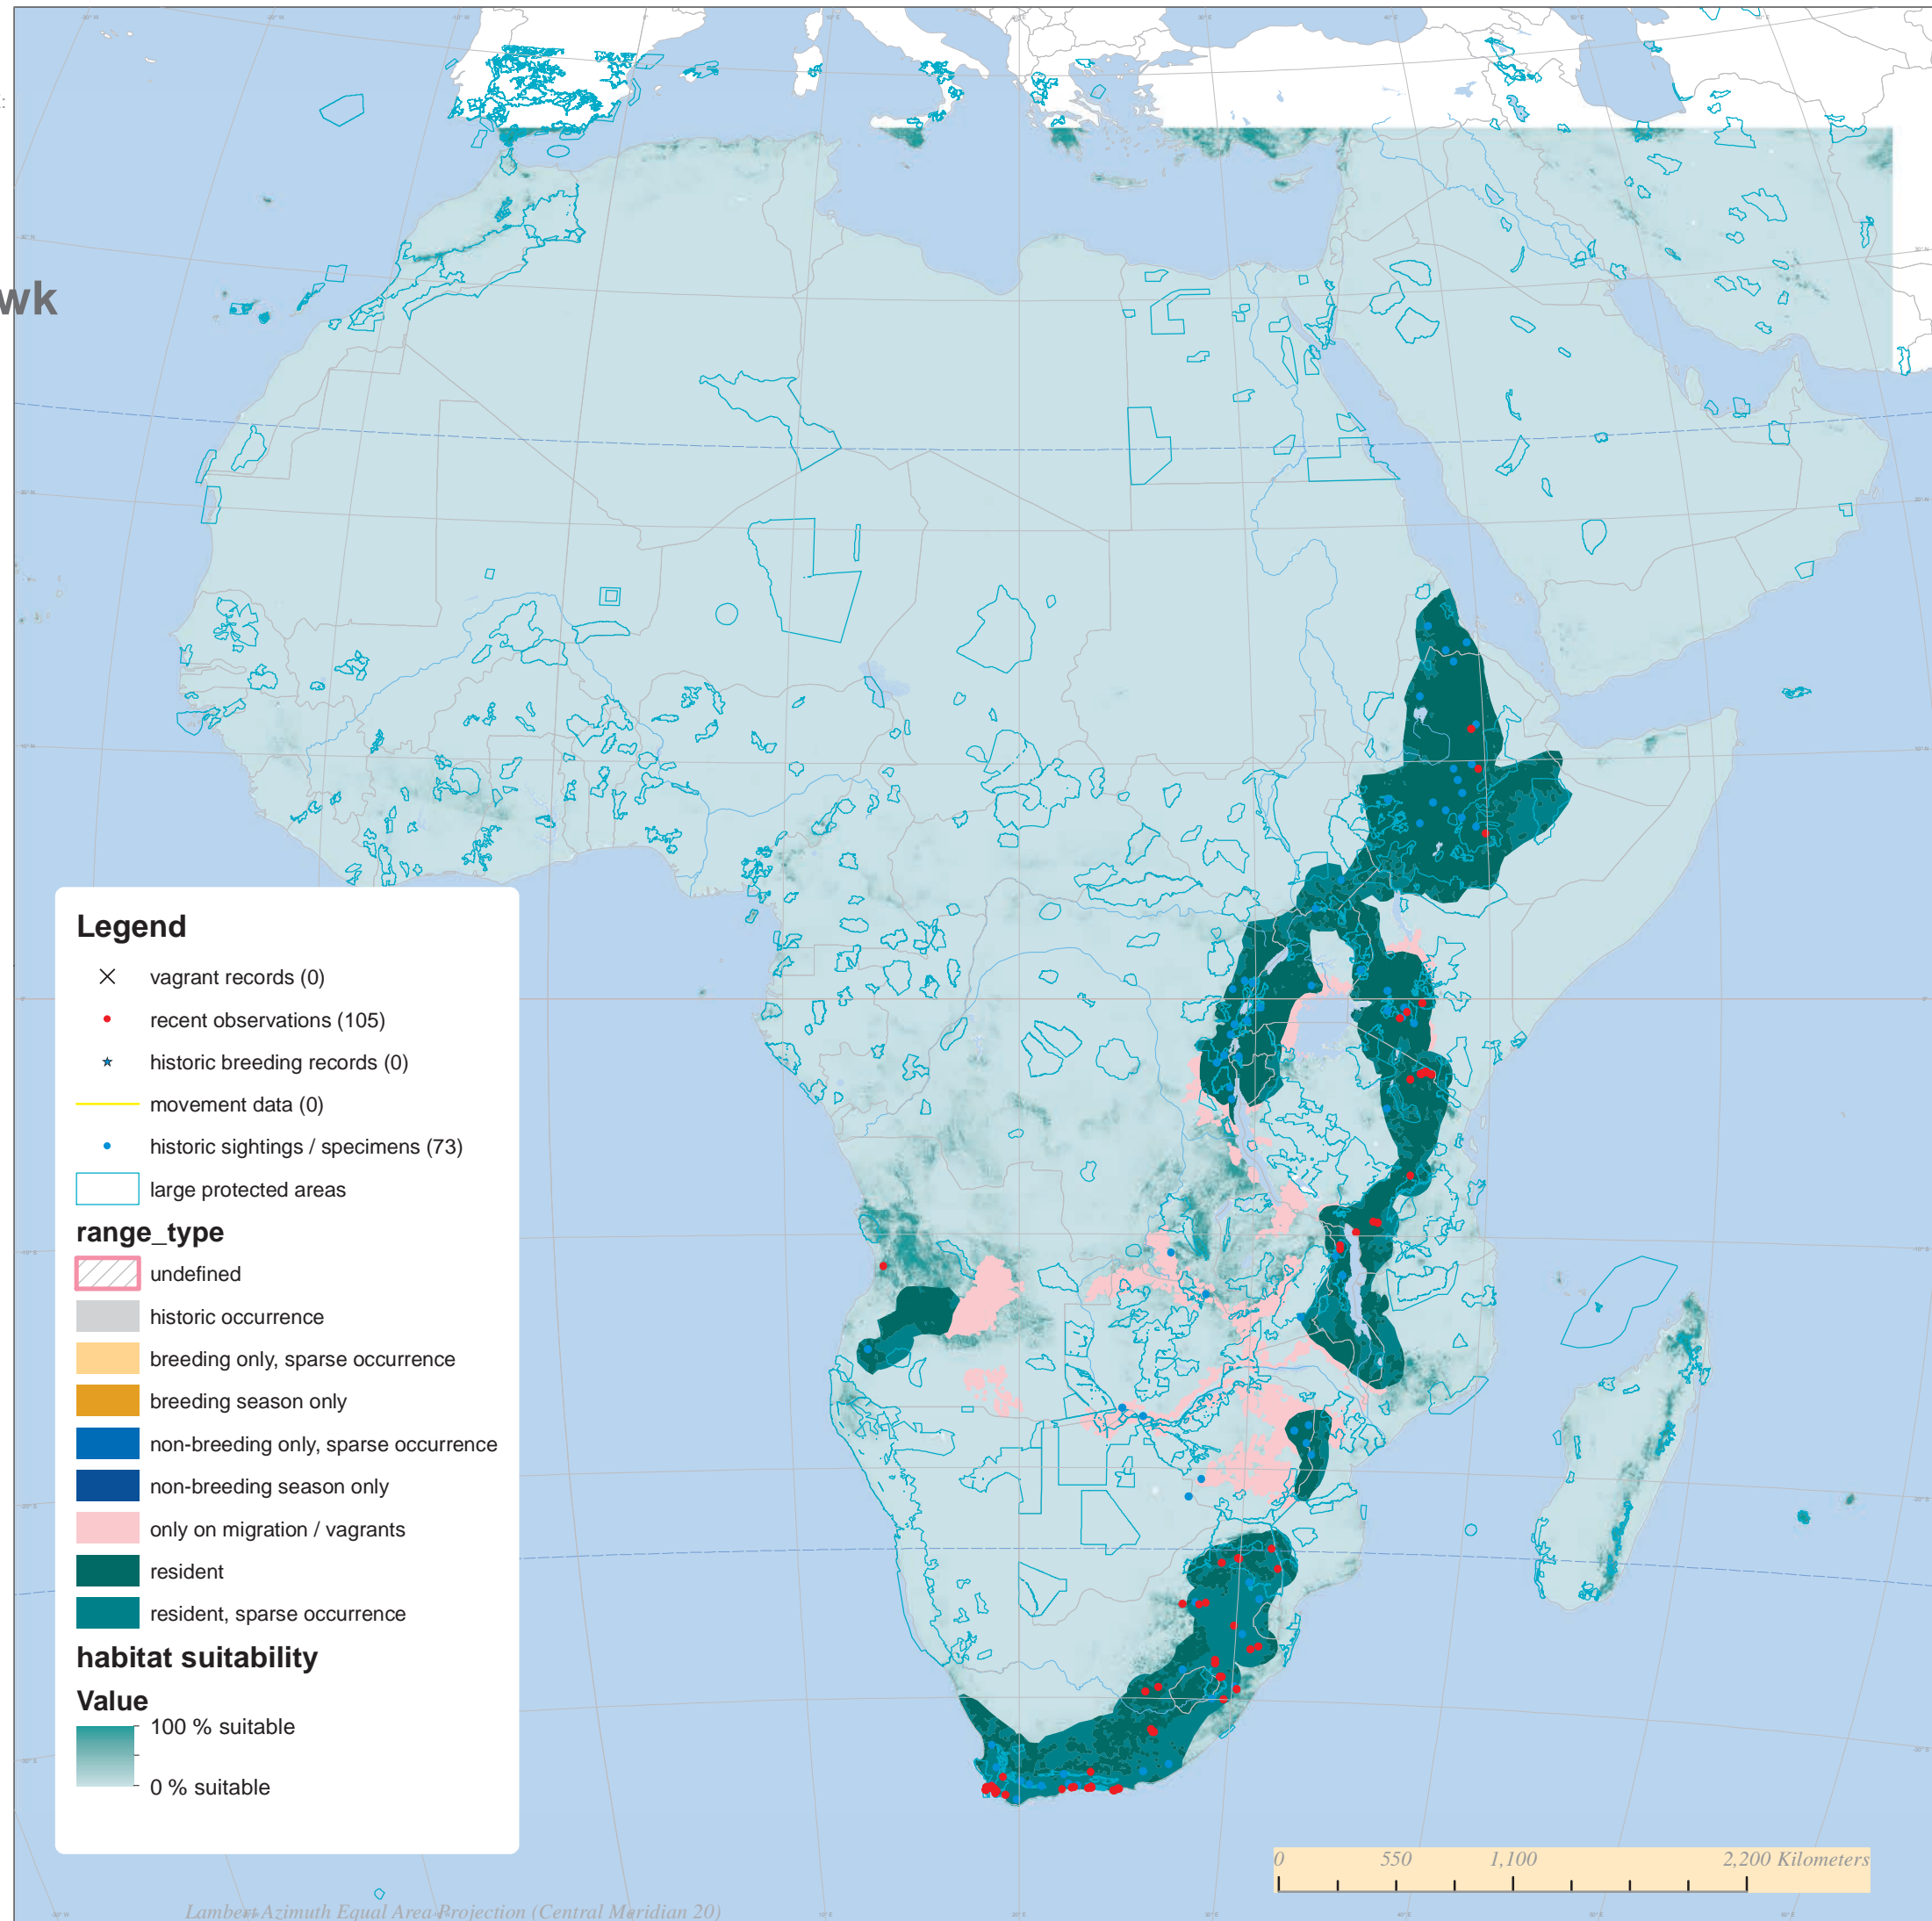 wk
Legend
vagrant records (0)
recent observations (105)
historic breeding records (0)
movement data (0)
historic sightings / specimens (73)
large protected areas
range_type
undefined
historic occurrence
breeding only, sparse occurrence
breeding season only
non-breeding only, sparse occurrence
non-breeding season only
only on migration / vagrants
resident
resident, sparse occurrence
habitat suitability
Value
100 % suitable
0 % suitable
0 550 1,100 2,200 Kilometers
Lambert Azimuth Equal Area Projection (Central Meridian 20)